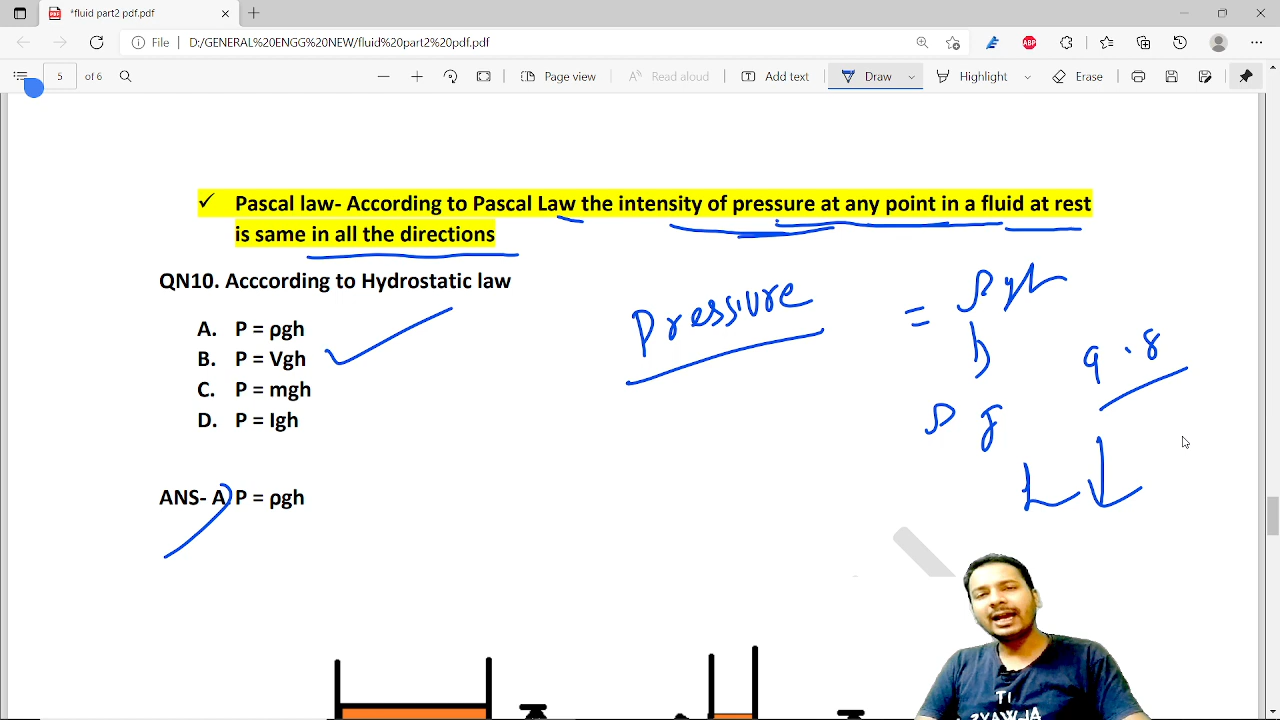 *fluid part2 pdf.pdf
File | D:/GENERAL%20ENGG%20NEW/fluid%20part2%20pdf.pdf
ABP
5 of 6
Page view
Read aloud
Add text
Draw
Highlight
Erase
✓ Pascal law- According to Pascal Law the intensity of pressure at any point in a fluid at rest
is same in all the directions
QN10. Acccording to Hydrostatic law
A. P = ρgh
B. P = Vgh
C. P = mgh
D. P = Igh
Pressure = ρgh
9.8
ρ g
h
ANS- A) P = ρgh
TI